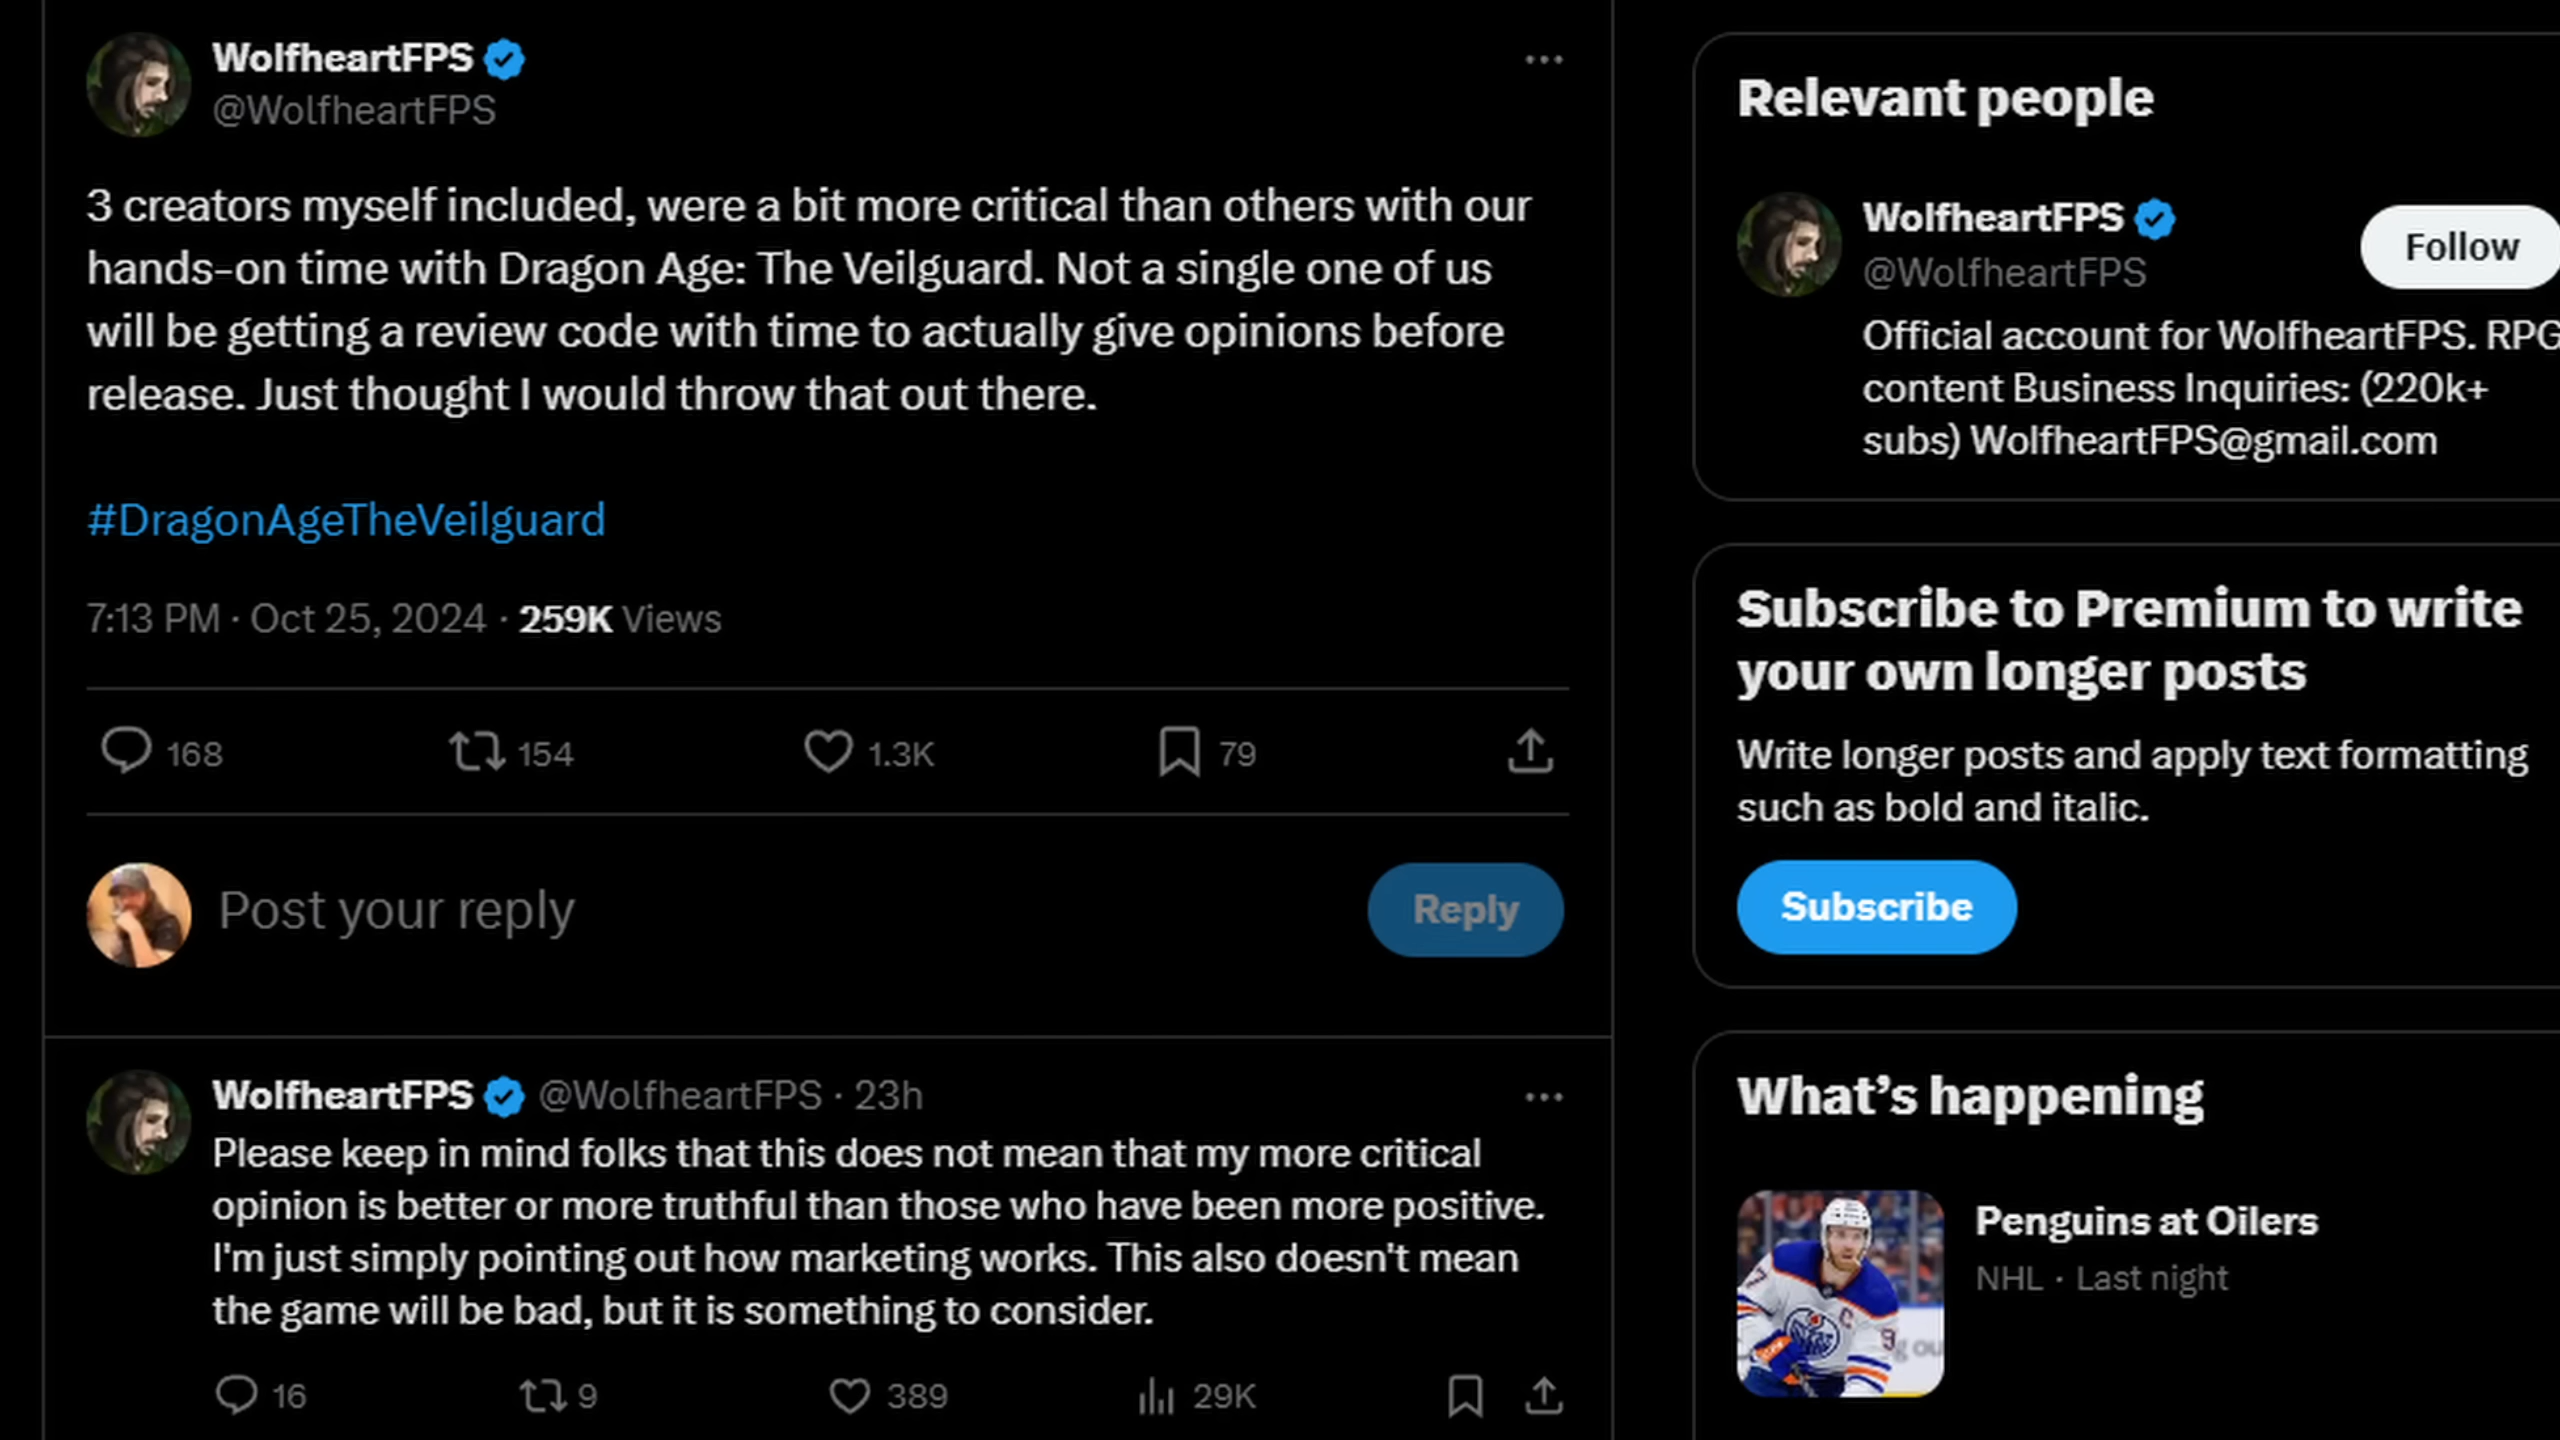 WolfheartFPS
@WolfheartFPS
3 creators myself included, were a bit more critical than others with our
hands-on time with Dragon Age: The Veilguard. Not a single one of us
will be getting a review code with time to actually give opinions before
release. Just thought I would throw that out there.
#DragonAgeTheVeilguard
7:13 PM · Oct 25, 2024 · 259K Views
168 154 1.3K 79
Post your reply
Reply
WolfheartFPS @WolfheartFPS · 23h
Please keep in mind folks that this does not mean that my more critical
opinion is better or more truthful than those who have been more positive.
I'm just simply pointing out how marketing works. This also doesn't mean
the game will be bad, but it is something to consider.
16 9 389 29K
Relevant people
WolfheartFPS
@WolfheartFPS
Follow
Official account for WolfheartFPS. RPG
content Business Inquiries: (220k+
subs) WolfheartFPS@gmail.com
Subscribe to Premium to write
your own longer posts
Write longer posts and apply text formatting
such as bold and italic.
Subscribe
What's happening
Penguins at Oilers
NHL · Last night